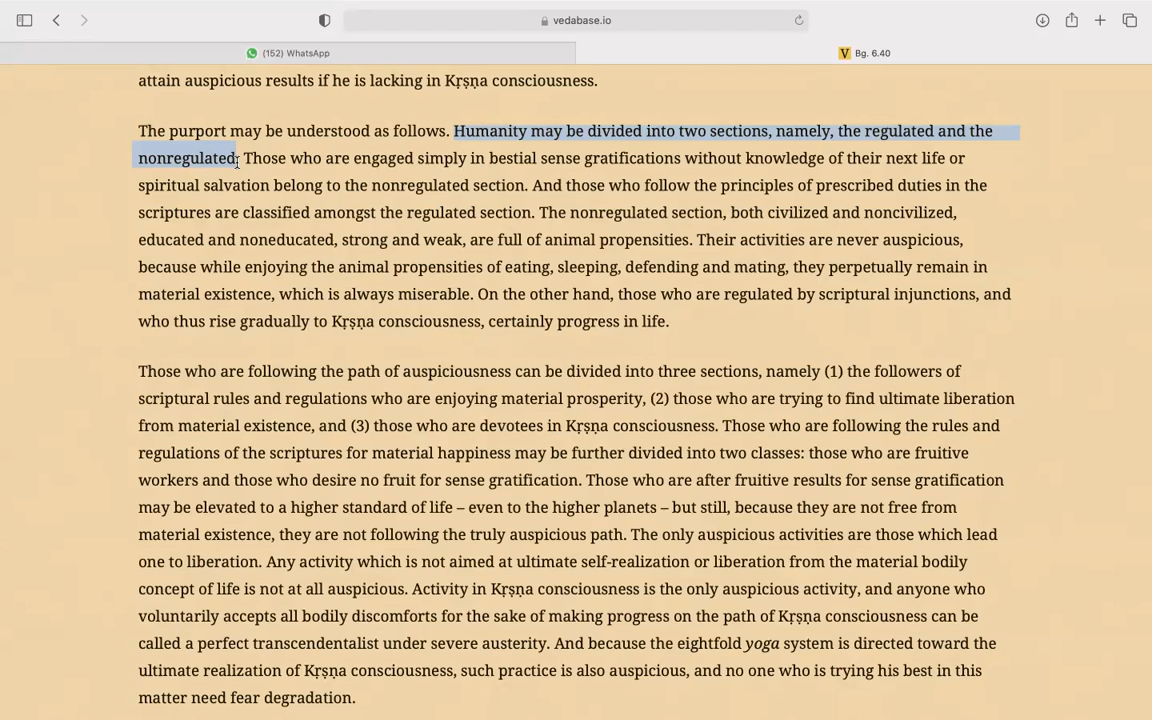 vedabase.io
(152) WhatsApp
V Bg. 6.40
attain auspicious results if he is lacking in Kṛṣṇa consciousness.
The purport may be understood as follows. Humanity may be divided into two sections, namely, the regulated and the
nonregulated. Those who are engaged simply in bestial sense gratifications without knowledge of their next life or
spiritual salvation belong to the nonregulated section. And those who follow the principles of prescribed duties in the
scriptures are classified amongst the regulated section. The nonregulated section, both civilized and noncivilized,
educated and noneducated, strong and weak, are full of animal propensities. Their activities are never auspicious,
because while enjoying the animal propensities of eating, sleeping, defending and mating, they perpetually remain in
material existence, which is always miserable. On the other hand, those who are regulated by scriptural injunctions, and
who thus rise gradually to Kṛṣṇa consciousness, certainly progress in life.
Those who are following the path of auspiciousness can be divided into three sections, namely (1) the followers of
scriptural rules and regulations who are enjoying material prosperity, (2) those who are trying to find ultimate liberation
from material existence, and (3) those who are devotees in Kṛṣṇa consciousness. Those who are following the rules and
regulations of the scriptures for material happiness may be further divided into two classes: those who are fruitive
workers and those who desire no fruit for sense gratification. Those who are after fruitive results for sense gratification
may be elevated to a higher standard of life – even to the higher planets – but still, because they are not free from
material existence, they are not following the truly auspicious path. The only auspicious activities are those which lead
one to liberation. Any activity which is not aimed at ultimate self-realization or liberation from the material bodily
concept of life is not at all auspicious. Activity in Kṛṣṇa consciousness is the only auspicious activity, and anyone who
voluntarily accepts all bodily discomforts for the sake of making progress on the path of Kṛṣṇa consciousness can be
called a perfect transcendentalist under severe austerity. And because the eightfold yoga system is directed toward the
ultimate realization of Kṛṣṇa consciousness, such practice is also auspicious, and no one who is trying his best in this
matter need fear degradation.